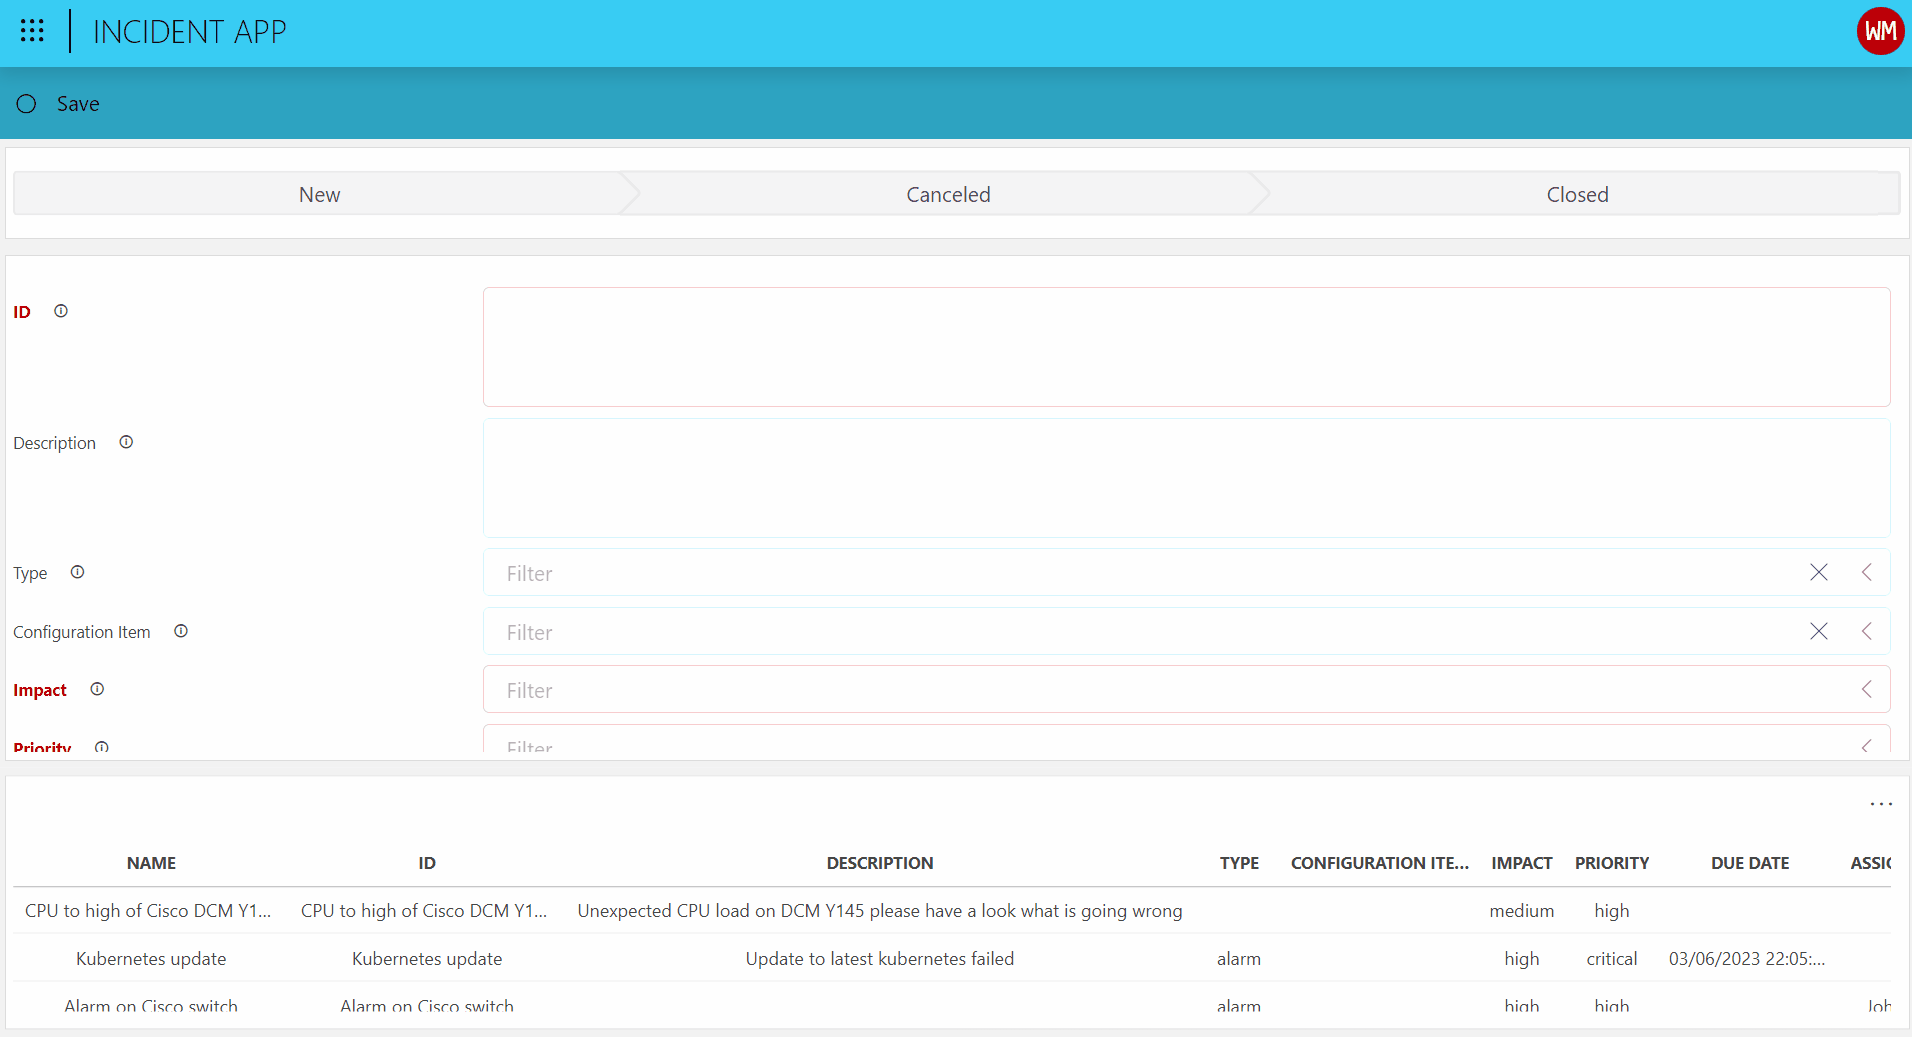 INCIDENT APP
WM
Save
New Canceled Closed
ID
Description
Type Filter
Configuration Item Filter
Impact Filter
Priority Filter
NAME ID DESCRIPTION TYPE CONFIGURATION ITE... IMPACT PRIORITY DUE DATE ASSIG
CPU to high of Cisco DCM Y1... CPU to high of Cisco DCM Y1... Unexpected CPU load on DCM Y145 please have a look what is going wrong medium high
Kubernetes update Kubernetes update Update to latest kubernetes failed alarm high critical 03/06/2023 22:05:...
Alarm on Cisco switch Alarm on Cisco switch alarm high high Joh